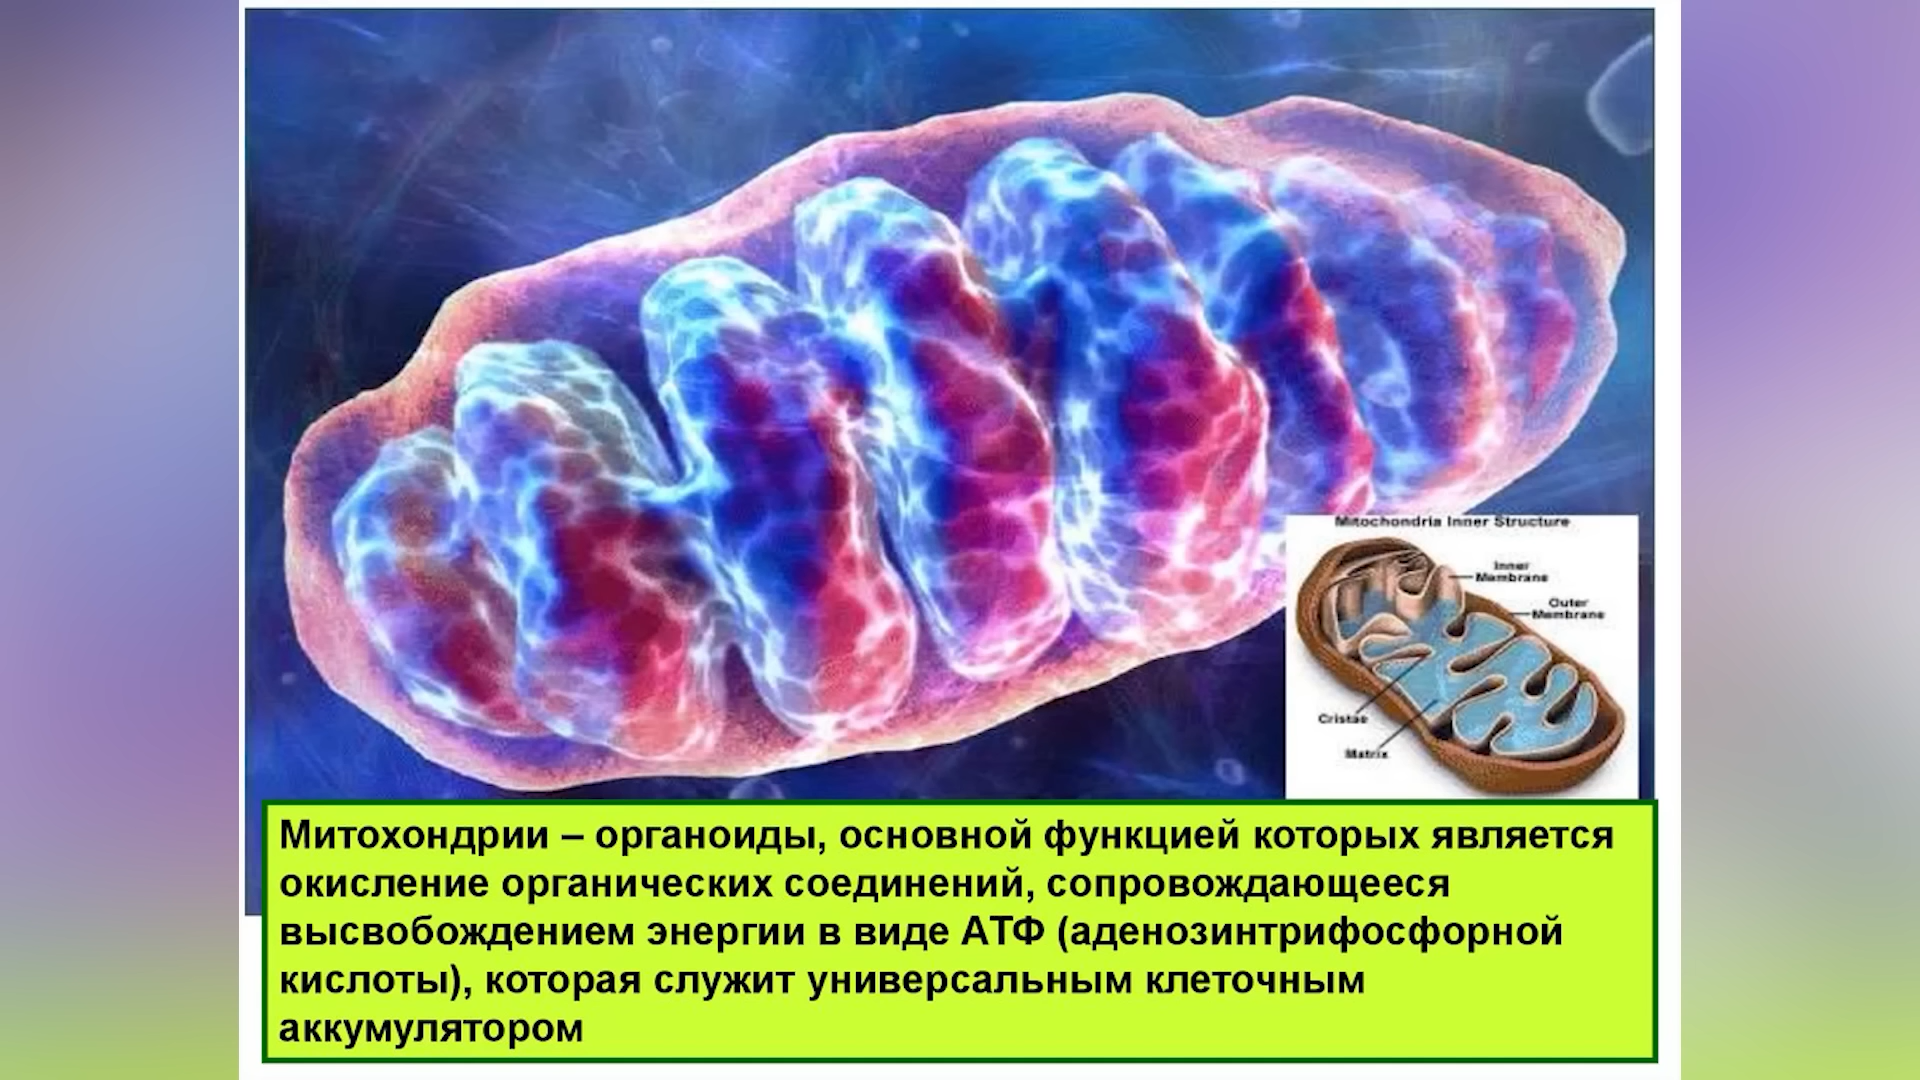 Mitochondria Inner Structure
Inner
Membrane
Outer
Membrane
Cristae
Matrix
Митохондрии – органоиды, основной функцией которых является
окисление органических соединений, сопровождающееся
высвобождением энергии в виде АТФ (аденозинтрифосфорной
кислоты), которая служит универсальным клеточным
аккумулятором